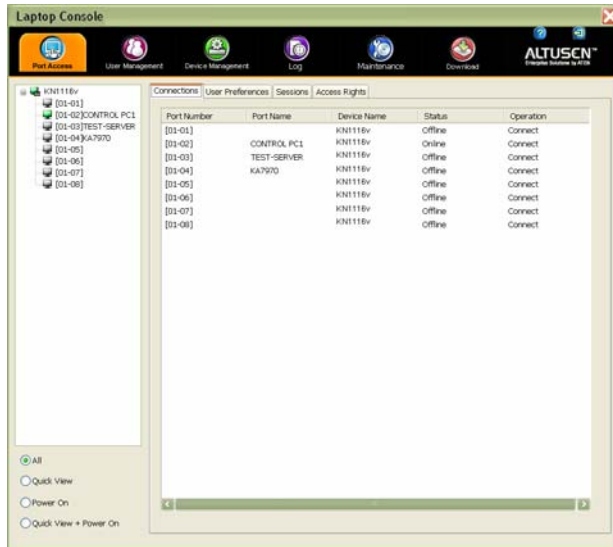 Laptop Console
Port Access
User Management
Device Management
Log
Maintenance
Download
ALTUSCN™
Enterprise Solutions by ATEN
KN1116v
[01-01]
[01-02]CONTROL PC1
[01-03]TEST-SERVER
[01-04]KA7970
[01-05]
[01-06]
[01-07]
[01-08]
All
Quick View
Power On
Quick View + Power On
Connections User Preferences Sessions Access Rights
Port Number Port Name Device Name Status Operation
[01-01] KN1116v Offline Connect
[01-02] CONTROL PC1 KN1116v Online Connect
[01-03] TEST-SERVER KN1116v Offline Connect
[01-04] KA7970 KN1116v Offline Connect
[01-05] KN1116v Offline Connect
[01-06] KN1116v Offline Connect
[01-07] KN1116v Offline Connect
[01-08] KN1116v Offline Connect